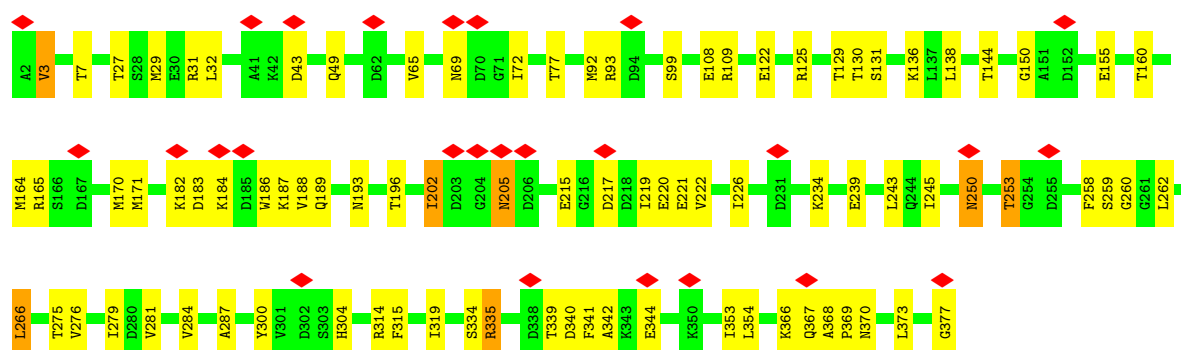 A2 V3 T7 T27 S28 M29 E30 R31 L32 A41 K42 D43 Q49 D62 V65 N69 D70 G71 I72 T77 M92 R93 D94 S99 E108 R109 E122 R125 T129 T130 S131 K136 L137 L138 T144 G150 A151 D152 E155 T160
M164 R165 S166 D167 M170 M171 K182 D183 K184 D185 W186 K187 V188 Q189 N193 T196 I202 D203 G204 N205 D206 E215 G216 D217 D218 I219 E220 E221 V222 I226 D231 K234 E239 L243 Q244 I245 N250 T253 G254 D255 F258 S259 G260 G261 L262
L266 T275 V276 I279 D280 V281 V284 A287 Y300 V301 D302 S303 H304 R314 F315 I319 S334 R335 D338 T339 D340 F341 A342 K343 E344 K350 I353 L354 K366 Q367 A368 P369 N370 L373 G377